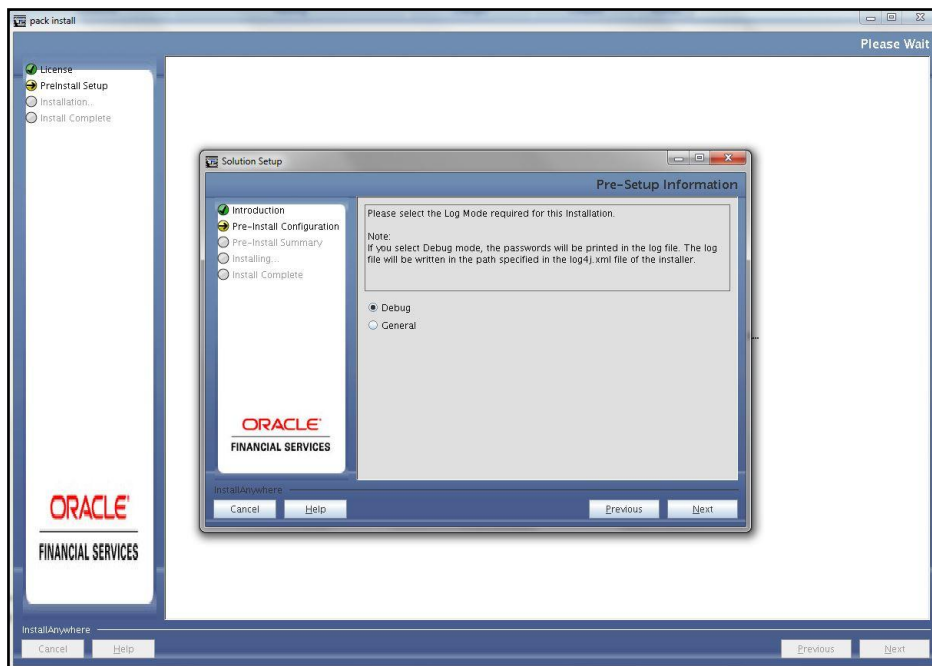 pack install
Please Wait
License
PreInstall Setup
Installation..
Install Complete
Solution Setup
Pre-Setup Information
Introduction
Pre-Install Configuration
Pre-Install Summary
Installing...
Install Complete
Please select the Log Mode required for this Installation.
Note:
If you select Debug mode, the passwords will be printed in the log file. The log
file will be written in the path specified in the log4j.xml file of the installer.
Debug
General
...
ORACLE'
FINANCIAL SERVICES
InstallAnywhere
Cancel Help Previous Next
ORACLE'
FINANCIAL SERVICES
InstallAnywhere
Cancel Help Previous Next